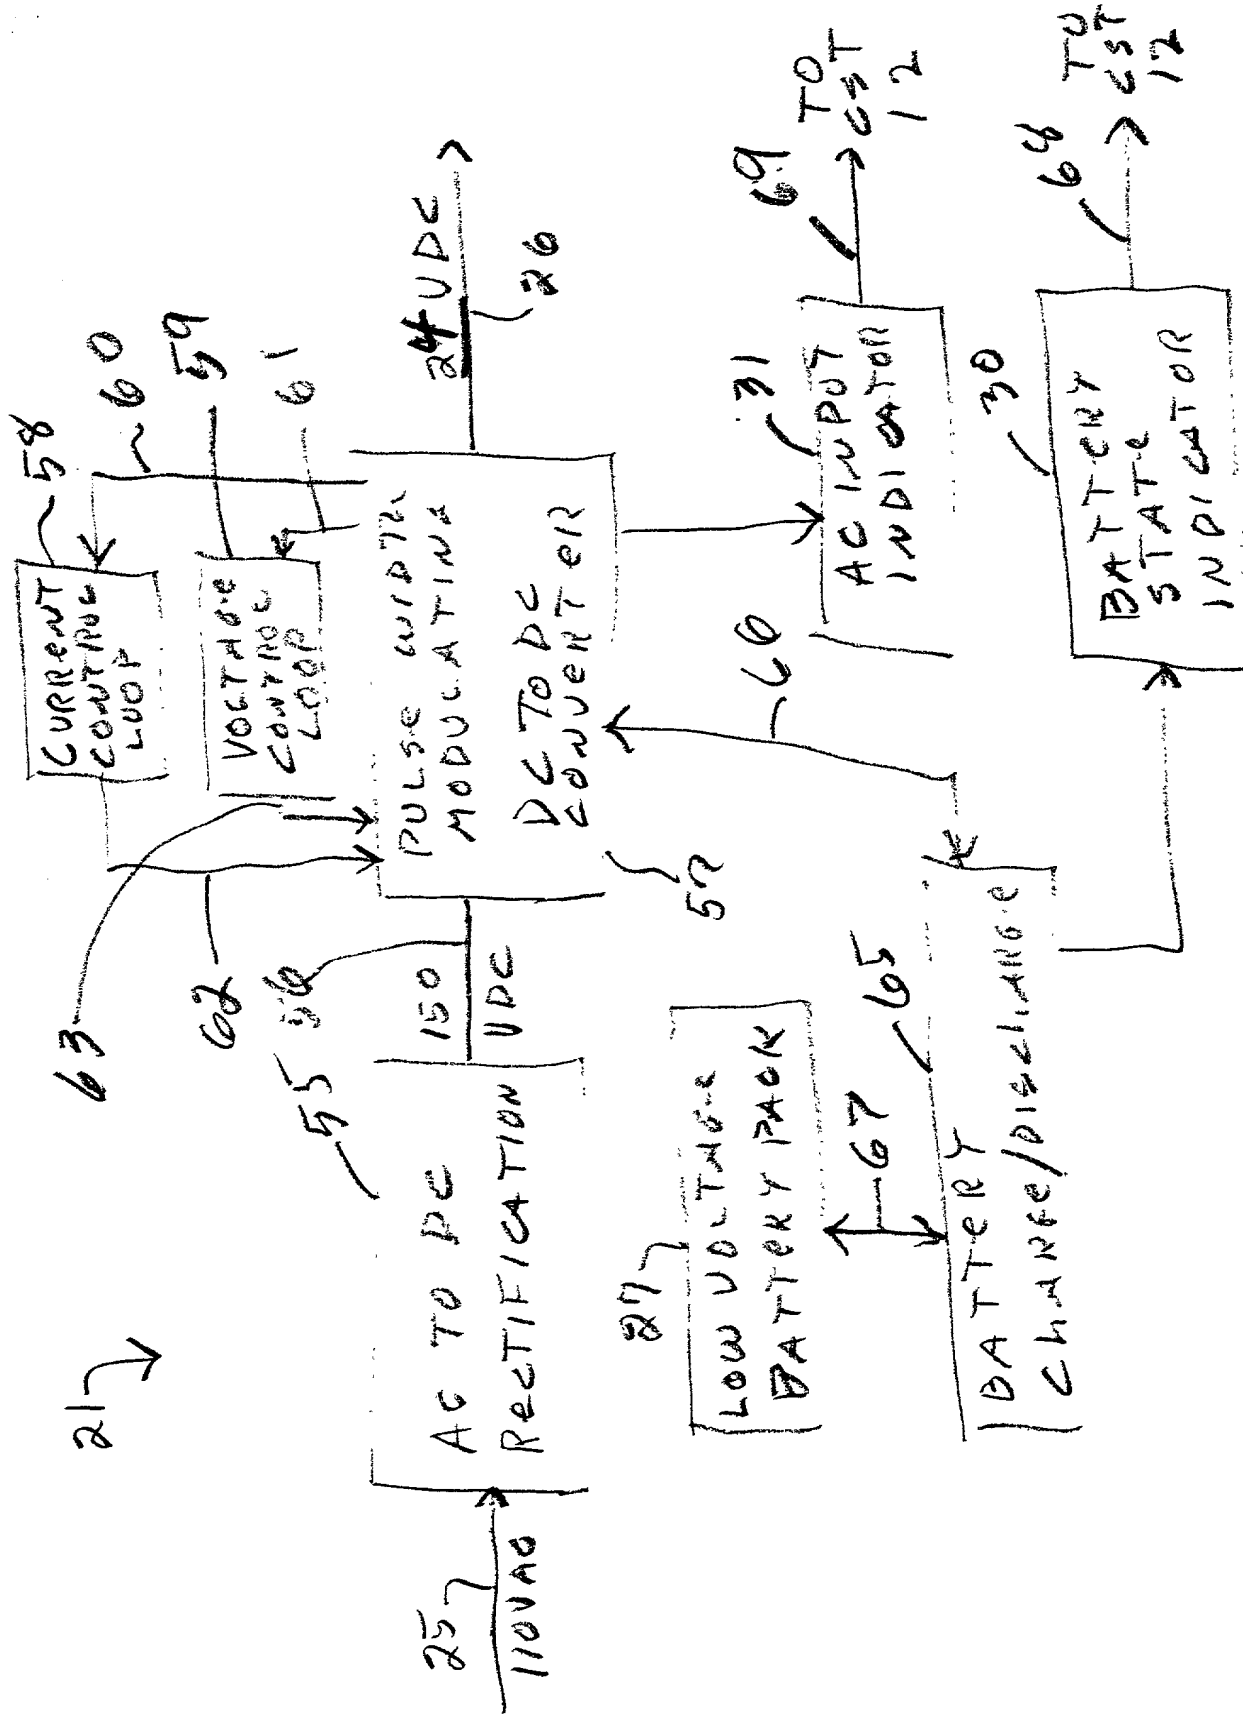 21
58
CURRENT
CONTROL
LOOP
60
59
VOLTAGE
CONTROL
LOOP
61
63
62
55
56
25
110VAC
AC TO DC
RECTIFICATION
150
VDC
PULSE WIDTH
MODULATING
DC TO DC
CONVERTER
57
24 VDC
26
27
LOW VOLTAGE
BATTERY PACK
67
65
BATTERY
CHARGE/DISCHARGE
66
31
AC INPUT
INDICATOR
69
TO
CST
12
30
BATTERY
STATE
INDICATOR
68
TO
CST
12